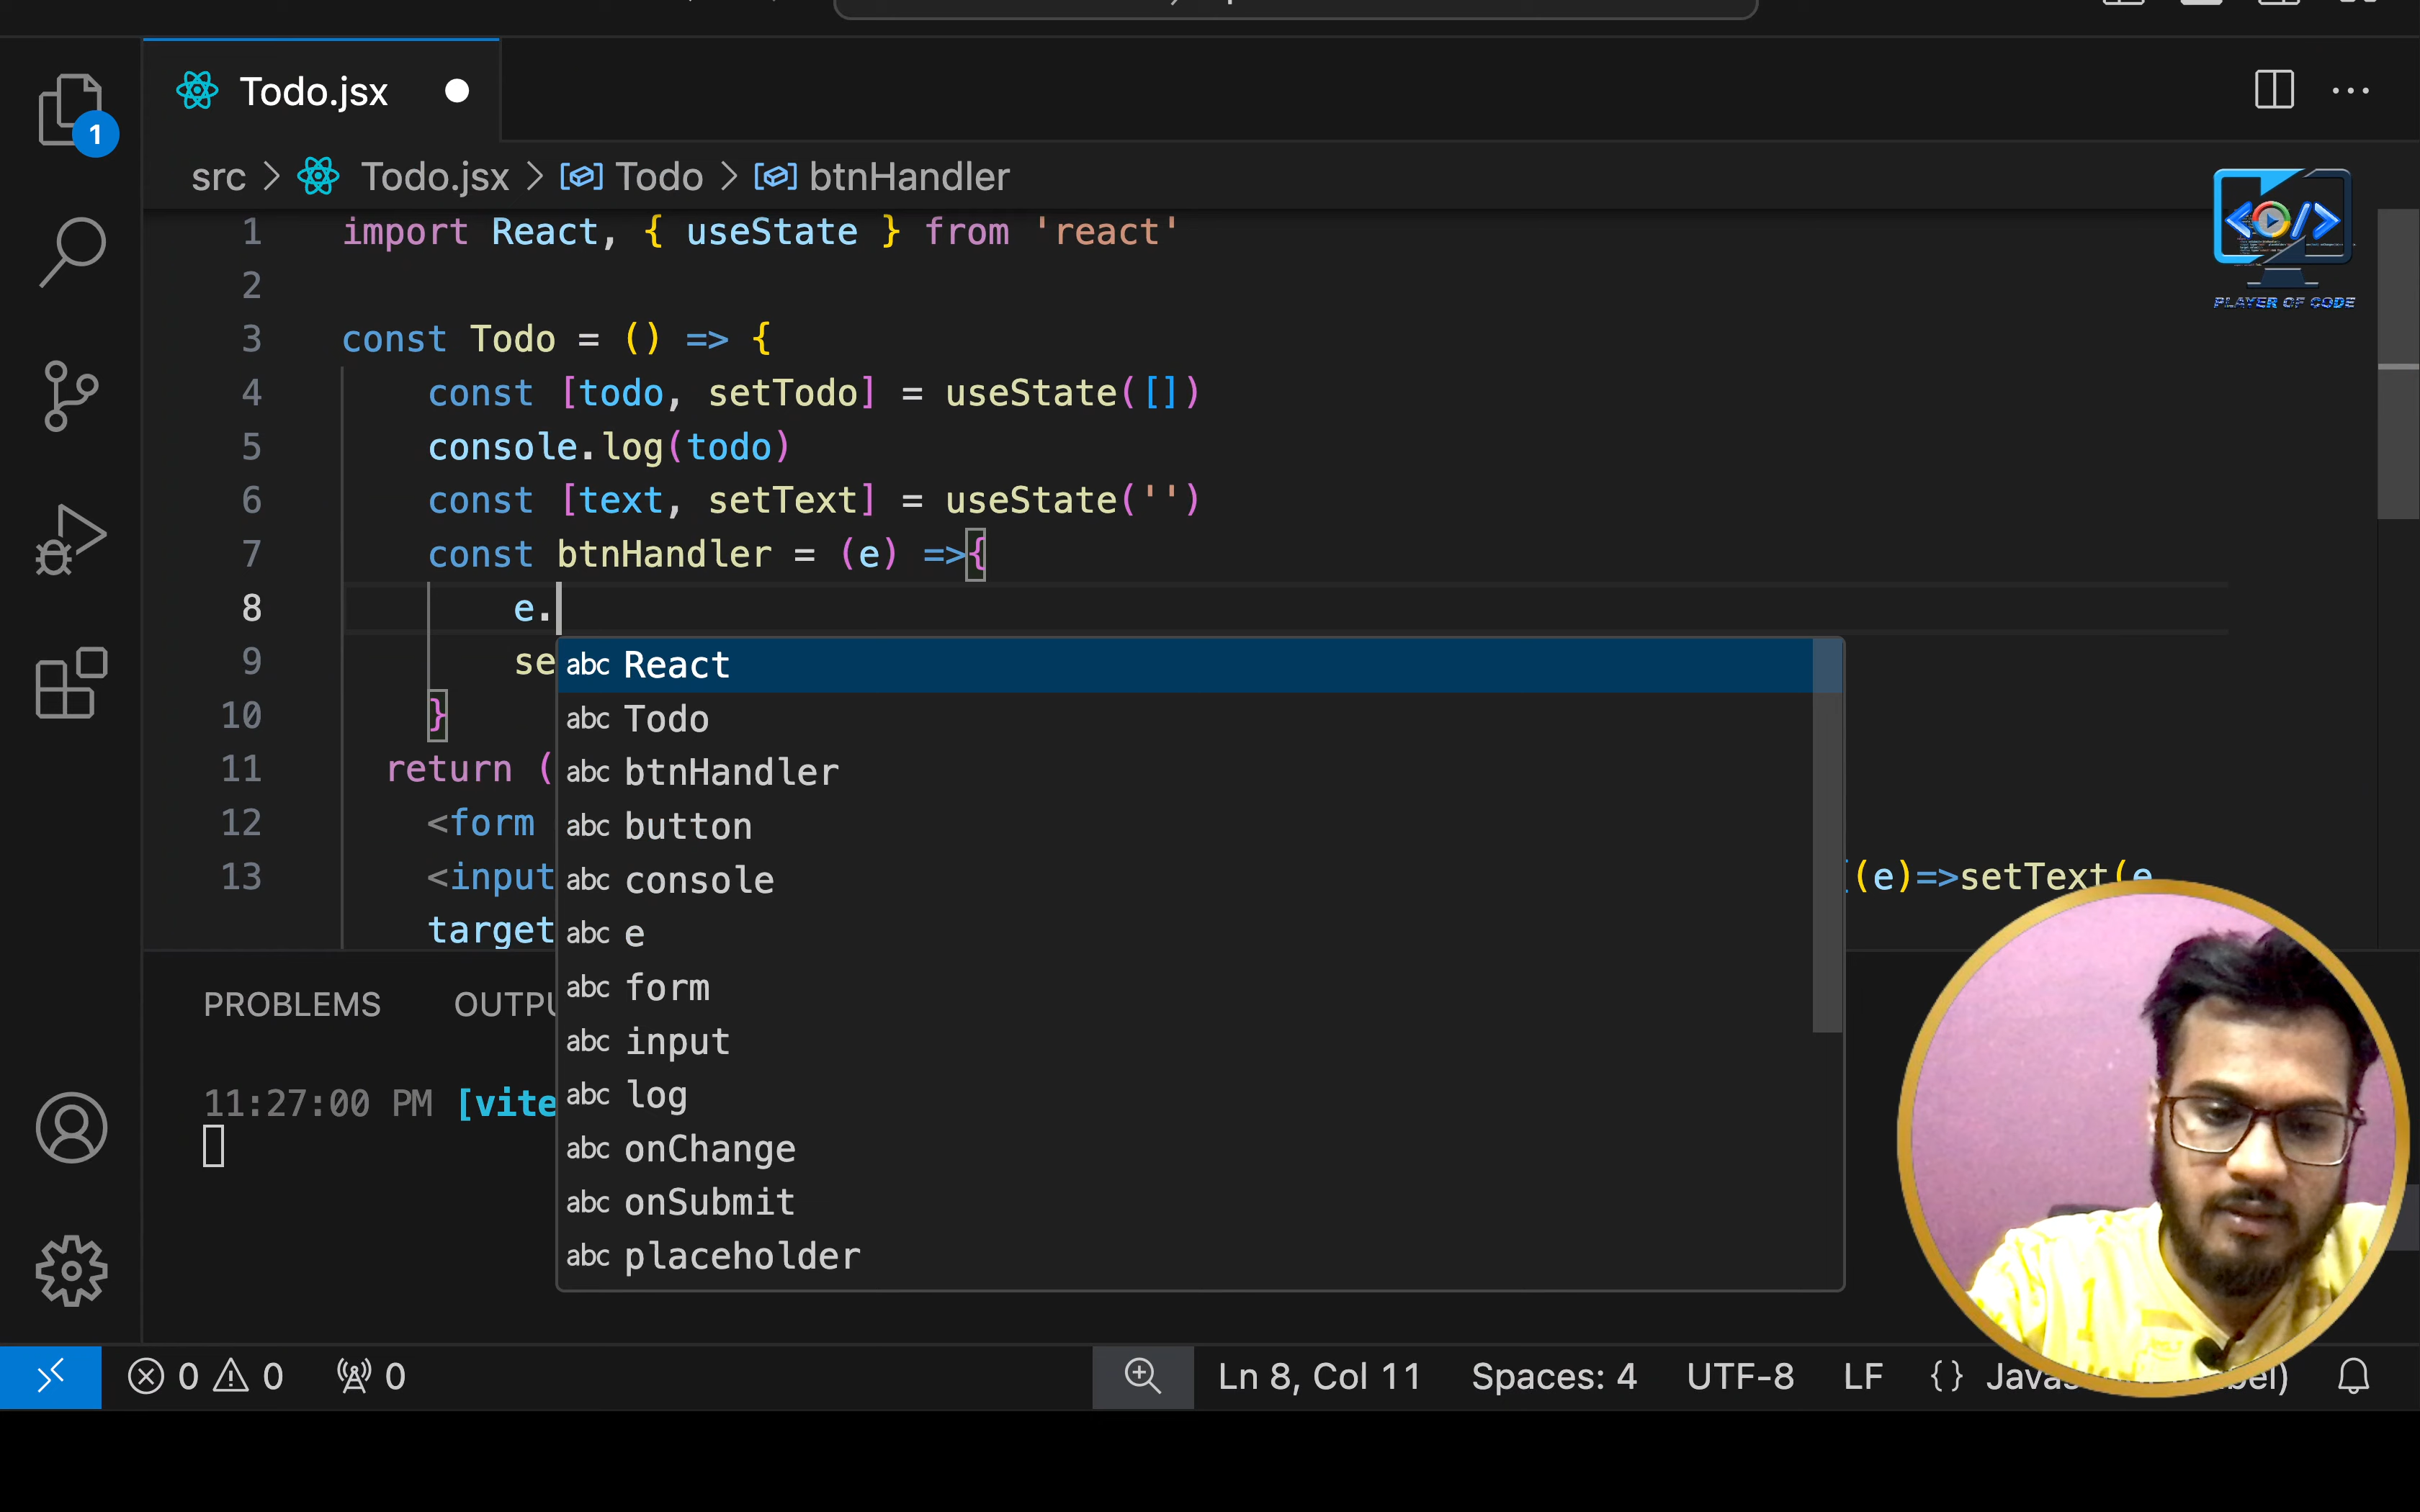 Todo.jsx
1
src > Todo.jsx > Todo > btnHandler
PLAYER OF CODE
1 import React, { useState } from 'react'
2
3 const Todo = () => {
4 const [todo, setTodo] = useState([])
5 console.log(todo)
6 const [text, setText] = useState('')
7 const btnHandler = (e) =>{
8 e.
9 se
10 }
11 return (
12 <form
13 <input (e)=>setText(e
target
abc React
abc Todo
abc btnHandler
abc button
abc console
abc e
abc form
abc input
abc log
abc onChange
abc onSubmit
abc placeholder
PROBLEMS OUTPU
11:27:00 PM [vite
0 0 0 Ln 8, Col 11 Spaces: 4 UTF-8 LF {}